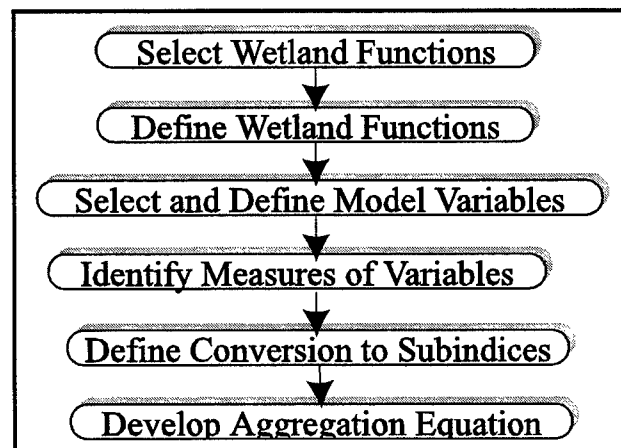 Select Wetland Functions
Define Wetland Functions
Select and Define Model Variables
Identify Measures of Variables
Define Conversion to Subindices
Develop Aggregation Equation